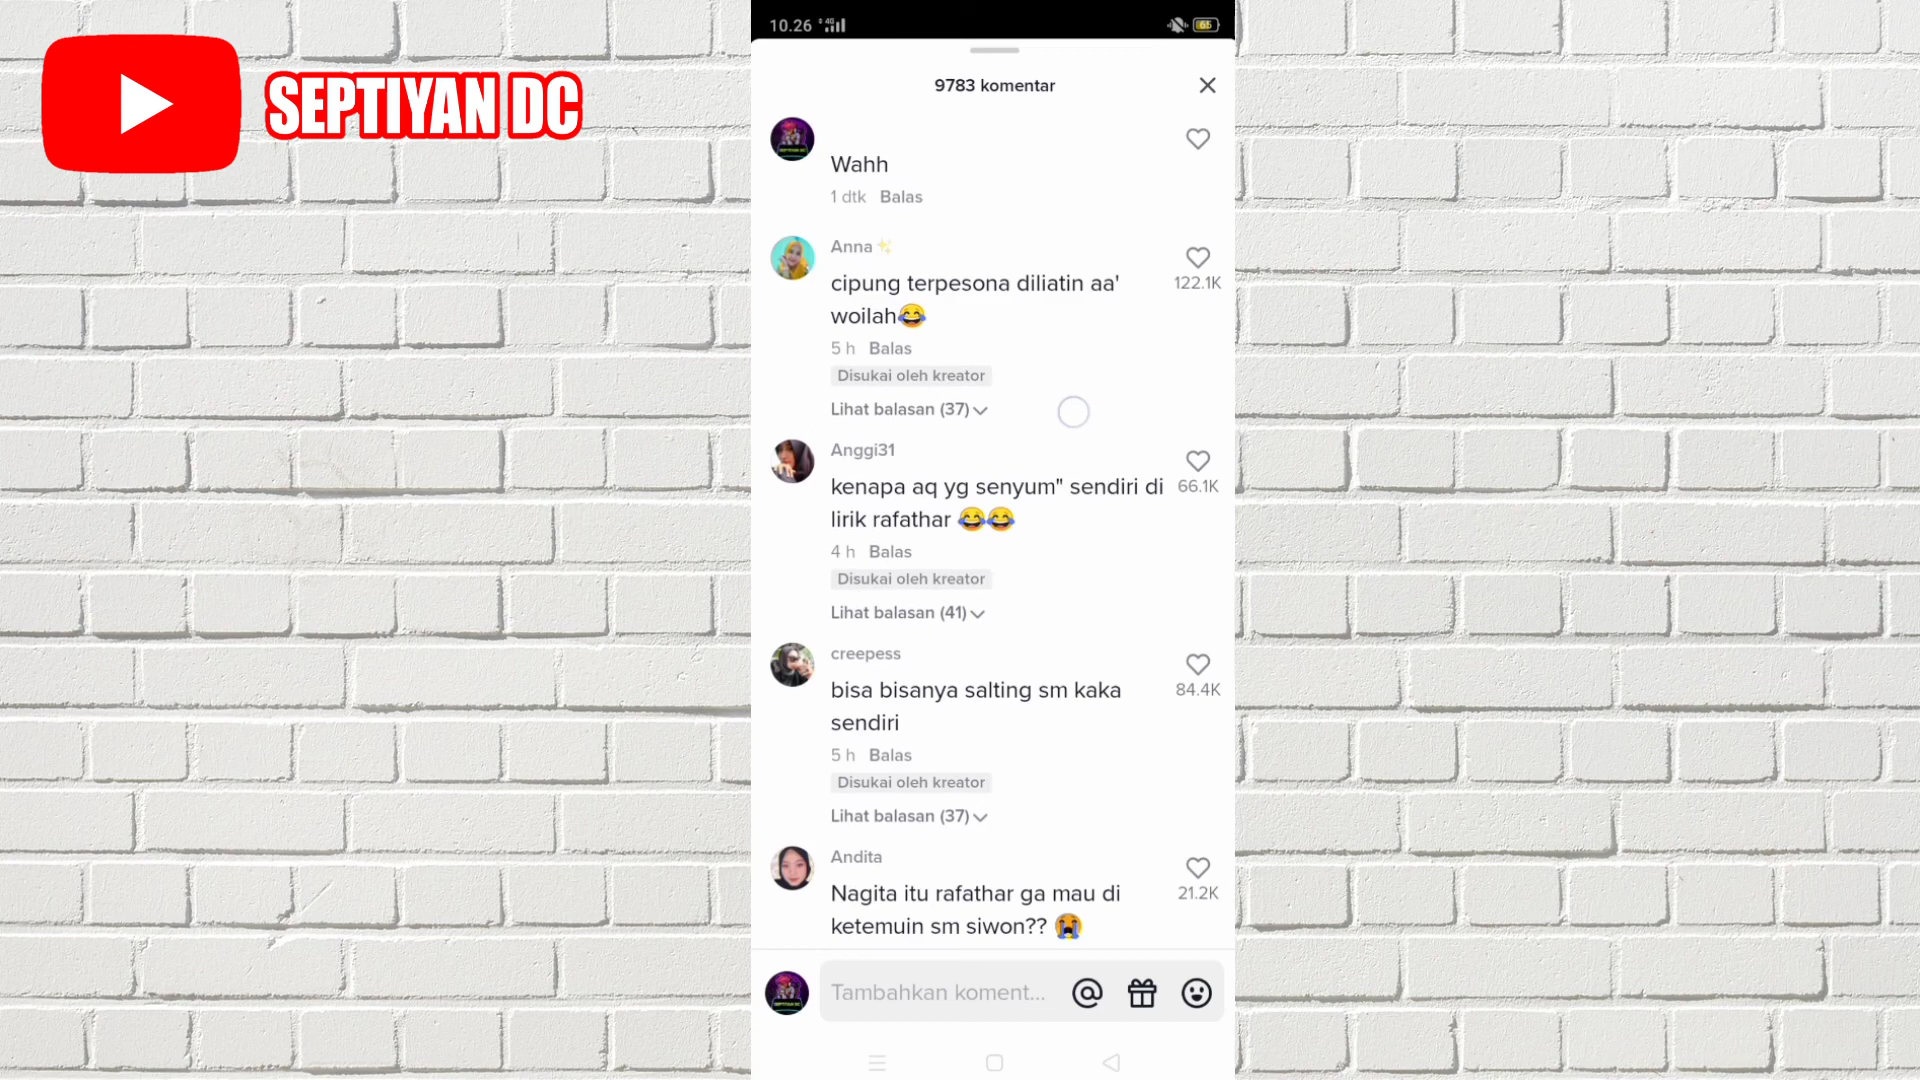 SEPTIYAN DC
10.26 4G
65
9783 komentar
Wahh
1 dtk Balas
Anna
cipung terpesona diliatin aa'
woilah😂
122.1K
5 h Balas
Disukai oleh kreator
Lihat balasan (37)
Anggi31
kenapa aq yg senyum" sendiri di
lirik rafathar 😂😂
66.1K
4 h Balas
Disukai oleh kreator
Lihat balasan (41)
creepess
bisa bisanya salting sm kaka
sendiri
84.4K
5 h Balas
Disukai oleh kreator
Lihat balasan (37)
Andita
Nagita itu rafathar ga mau di
ketemuin sm siwon?? 😭
21.2K
Tambahkan koment...